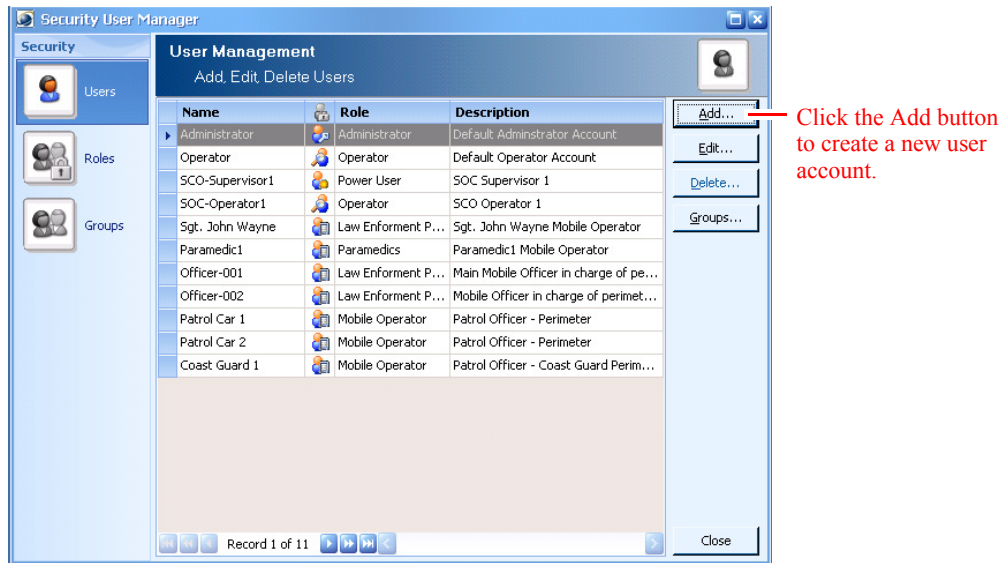 Security User Manager
Security
Users
Roles
Groups
User Management
Add, Edit, Delete Users
Name Role Description
Administrator Administrator Default Adminstrator Account
Operator Operator Default Operator Account
SCO-Supervisor1 Power User SOC Supervisor 1
SOC-Operator1 Operator SCO Operator 1
Sgt. John Wayne Law Enforment P... Sgt. John Wayne Mobile Operator
Paramedic1 Paramedics Paramedic1 Mobile Operator
Officer-001 Law Enforment P... Main Mobile Officer in charge of pe...
Officer-002 Law Enforment P... Mobile Officer in charge of perimet...
Patrol Car 1 Mobile Operator Patrol Officer - Perimeter
Patrol Car 2 Mobile Operator Patrol Officer - Perimeter
Coast Guard 1 Mobile Operator Patrol Officer - Coast Guard Perim...
Record 1 of 11
Add...
Edit...
Delete...
Groups...
Close
Click the Add button
to create a new user
account.